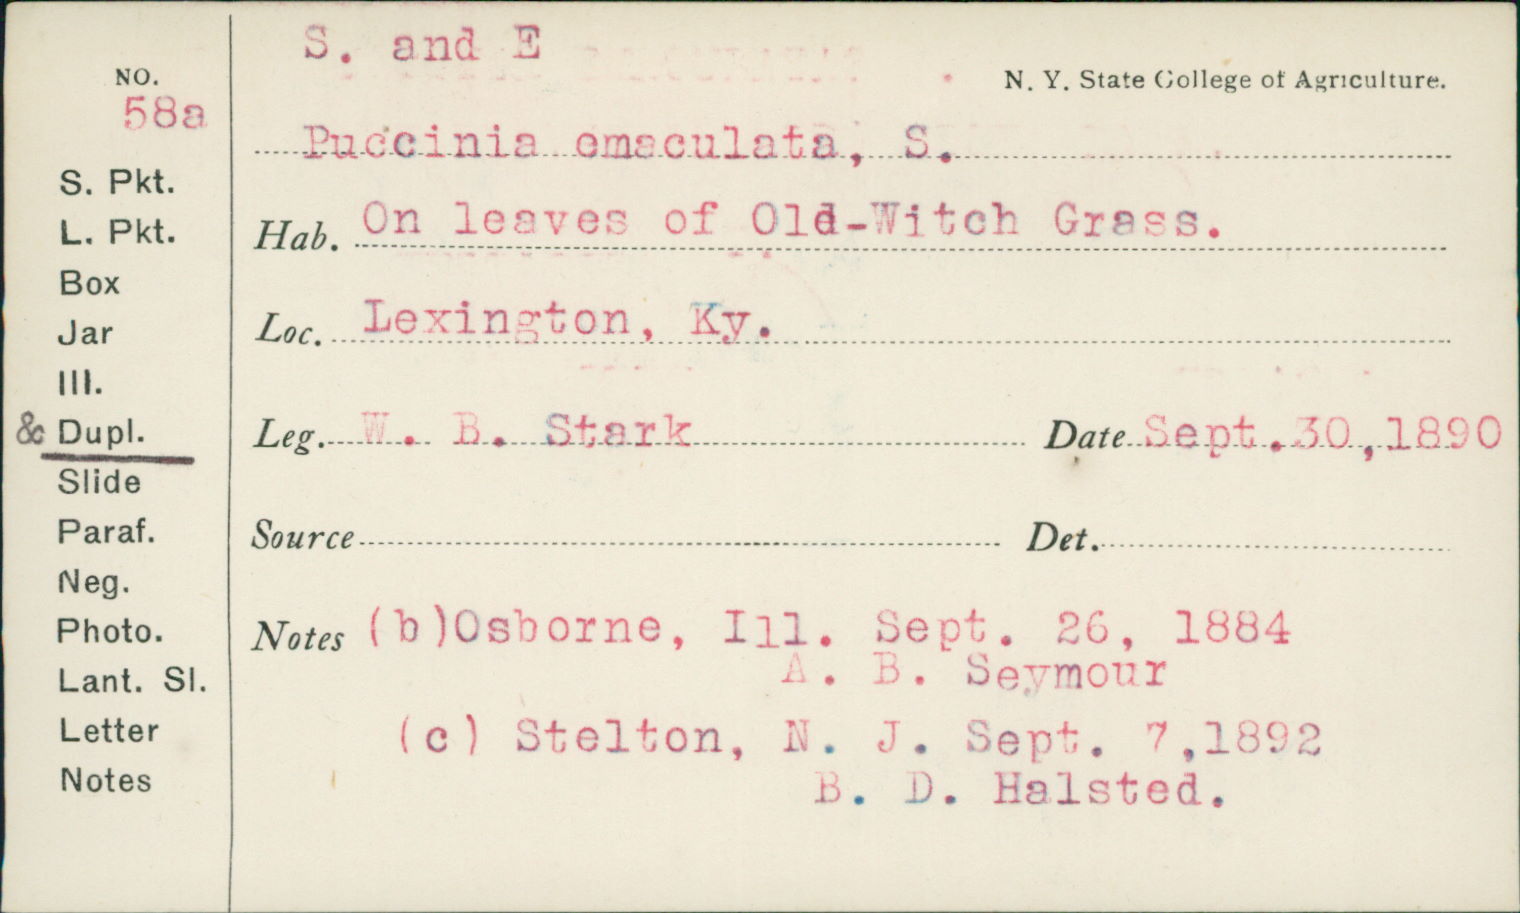 S. and E
NO.
N. Y. State College of Agriculture.
58a
Puccinia emaculata, S.
S. Pkt.
Hab. On leaves of Old-Witch Grass.
L. Pkt.
Box
Loc. Lexington, Ky.
Jar
Ill.
& Dupl.
Leg. W. B. Stark Date Sept.30,1890
Slide
Paraf.
Source Det.
Neg.
Photo.
Notes (b)Osborne, Ill. Sept. 26, 1884
A. B. Seymour
Lant. Sl.
Letter
(c) Stelton, N. J. Sept. 7,1892
Notes
B. D. Halsted.